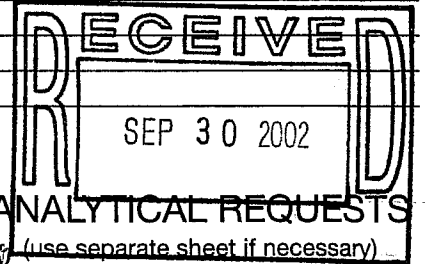 RECEIVED
SEP 30 2002
ANALYTICAL REQUESTS
(use separate sheet if necessary)